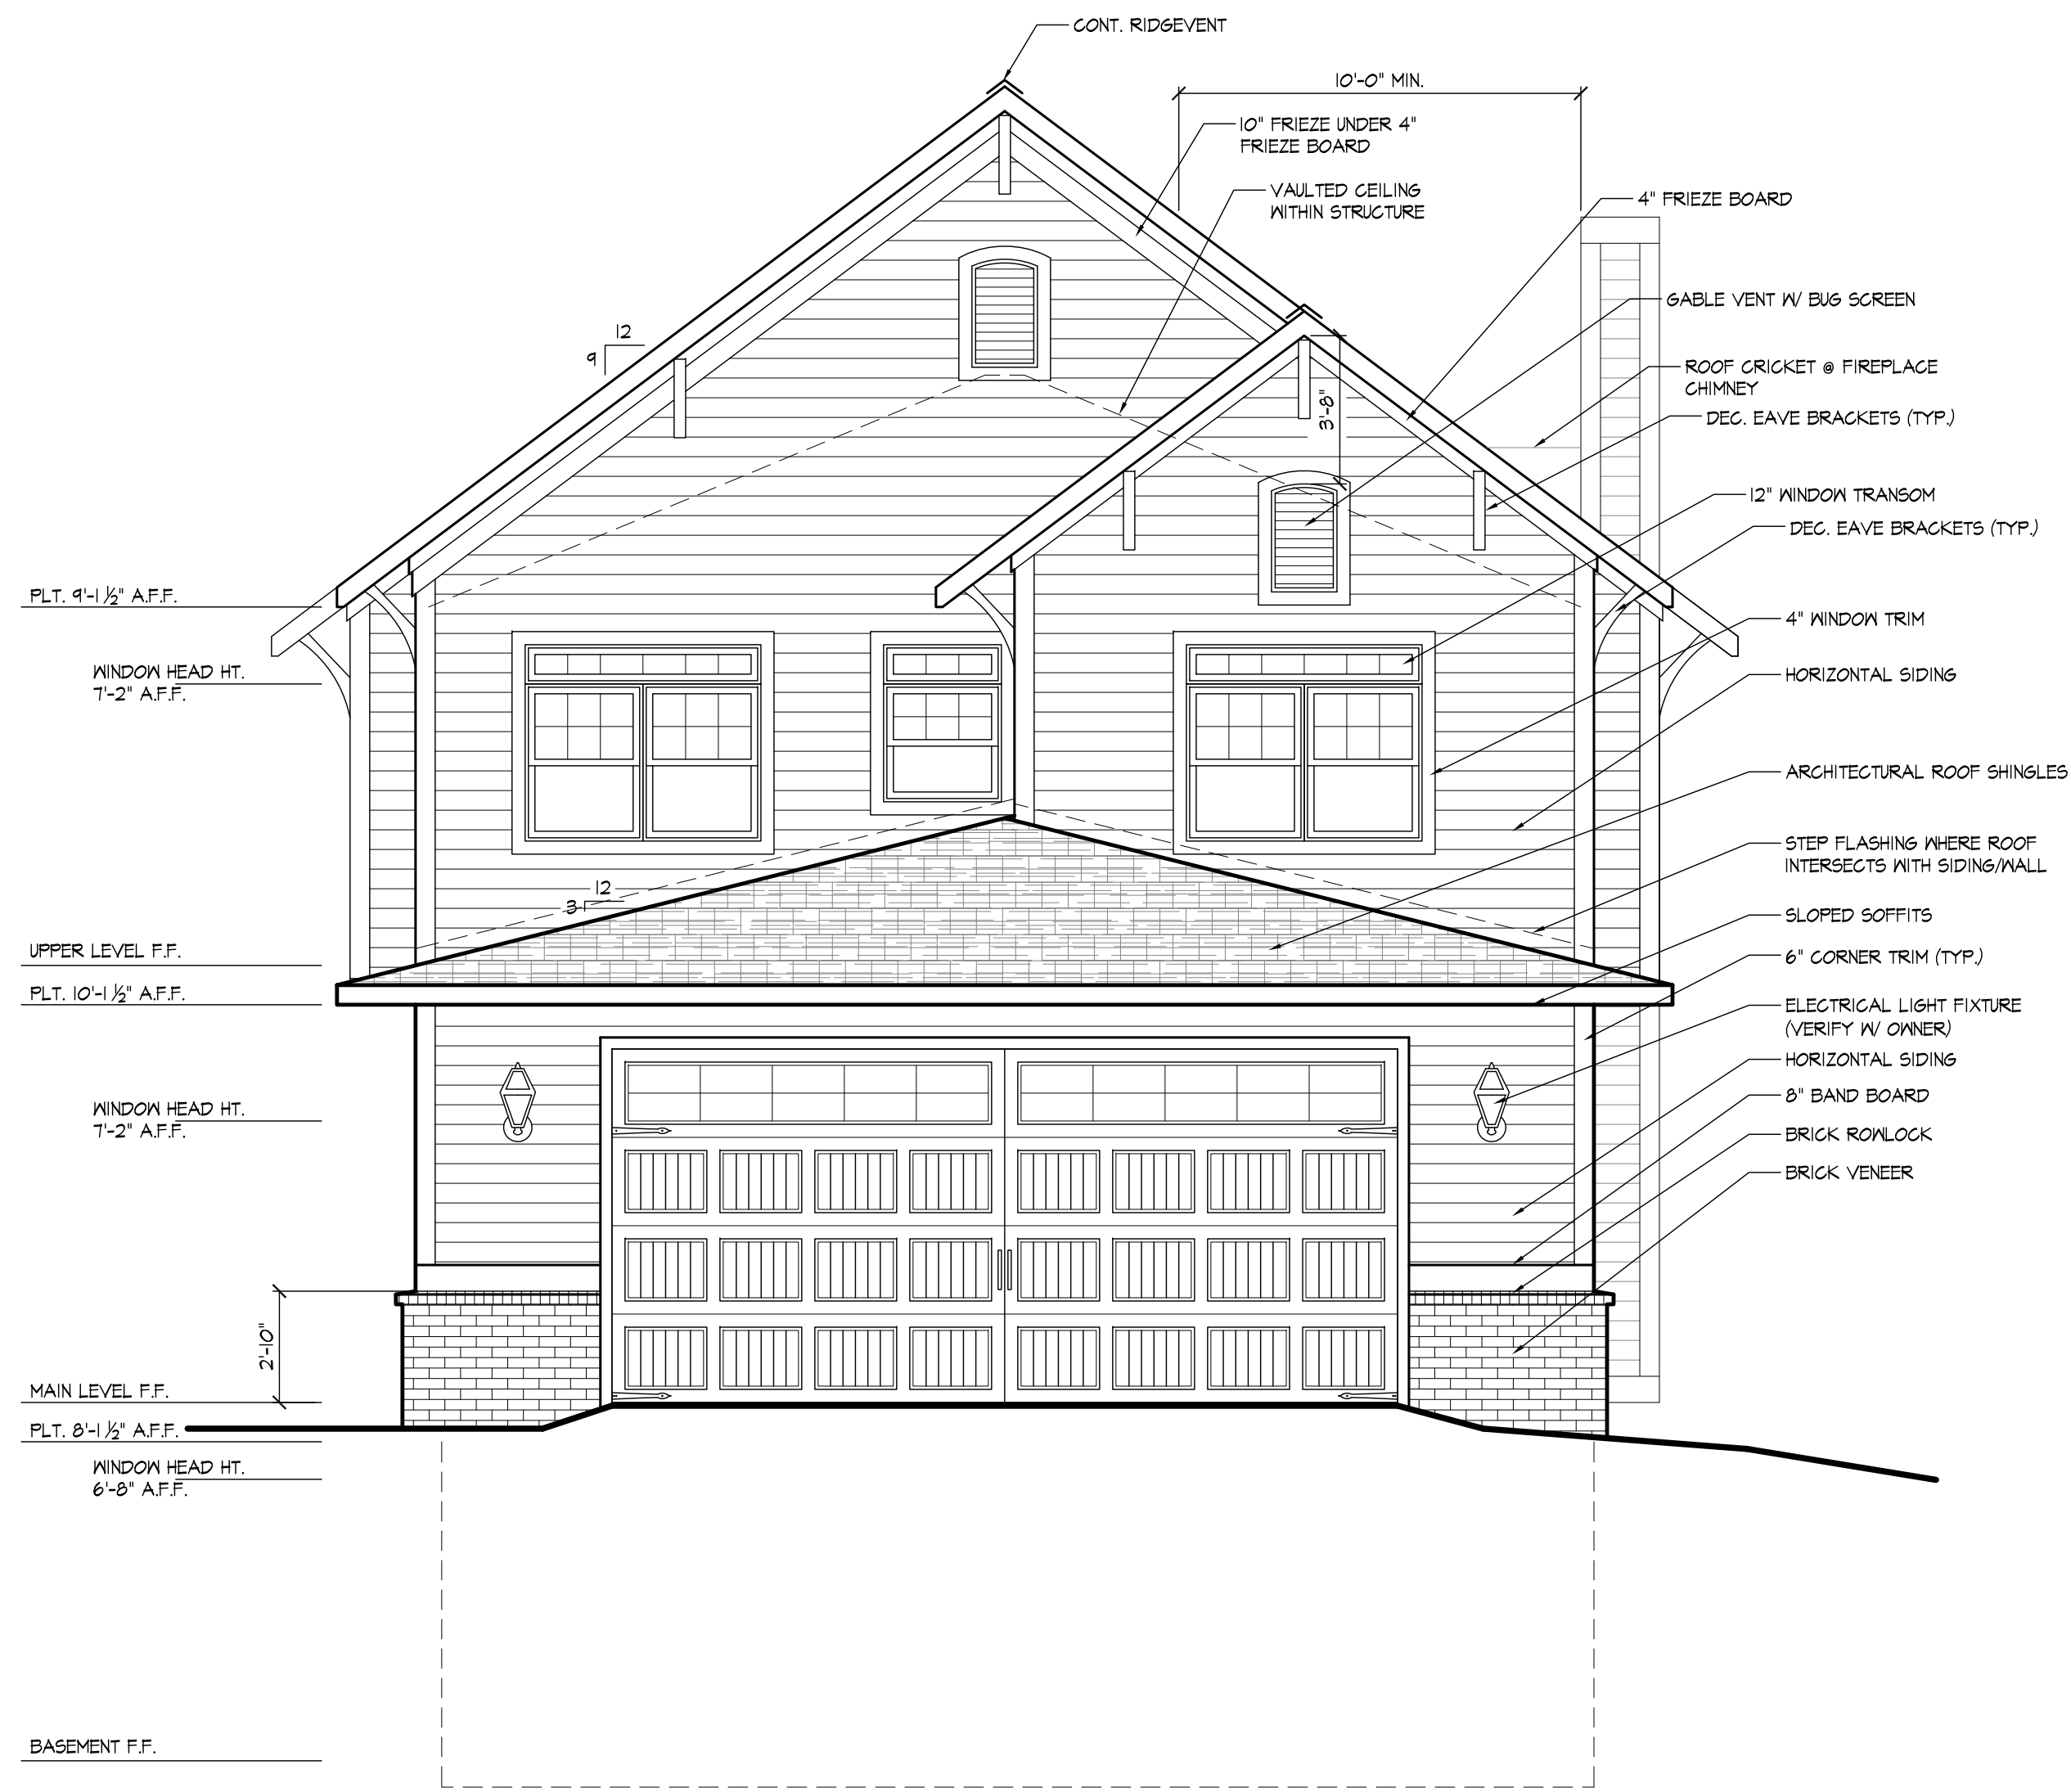 CONT. RIDGEVENT
10'-0" MIN.
10" FRIEZE UNDER 4"
FRIEZE BOARD
VAULTED CEILING
WITHIN STRUCTURE
4" FRIEZE BOARD
GABLE VENT W/ BUG SCREEN
12
9
ROOF CRICKET @ FIREPLACE
CHIMNEY
3'-8"
DEC. EAVE BRACKETS (TYP.)
12" WINDOW TRANSOM
DEC. EAVE BRACKETS (TYP.)
PLT. 9'-1 1/2" A.F.F.
4" WINDOW TRIM
WINDOW HEAD HT.
7'-2" A.F.F.
HORIZONTAL SIDING
ARCHITECTURAL ROOF SHINGLES
STEP FLASHING WHERE ROOF
INTERSECTS WITH SIDING/WALL
12
3
SLOPED SOFFITS
UPPER LEVEL F.F.
6" CORNER TRIM (TYP.)
PLT. 10'-1 1/2" A.F.F.
ELECTRICAL LIGHT FIXTURE
(VERIFY W/ OWNER)
HORIZONTAL SIDING
8" BAND BOARD
WINDOW HEAD HT.
7'-2" A.F.F.
BRICK ROWLOCK
BRICK VENEER
2'-10"
MAIN LEVEL F.F.
PLT. 8'-1 1/2" A.F.F.
WINDOW HEAD HT.
6'-8" A.F.F.
BASEMENT F.F.